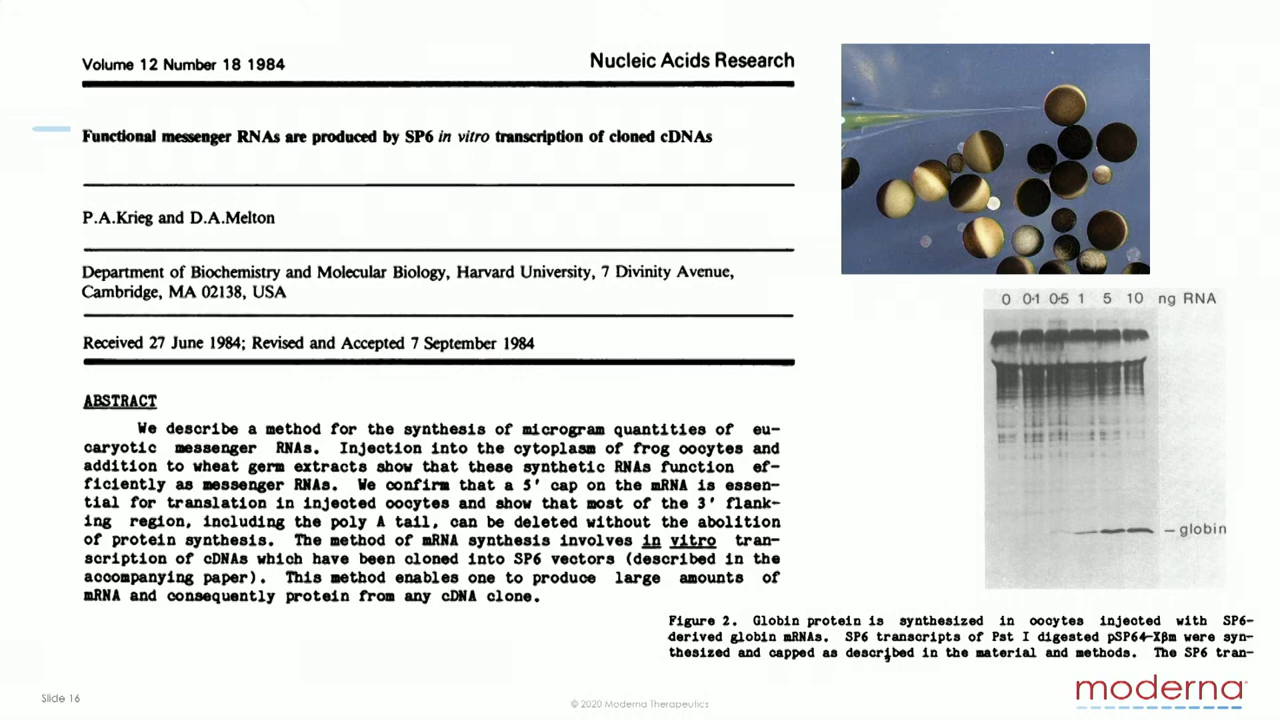 Volume 12 Number 18 1984
Nucleic Acids Research
Functional messenger RNAs are produced by SP6 in vitro transcription of cloned cDNAs
P.A.Krieg and D.A.Melton
Department of Biochemistry and Molecular Biology, Harvard University, 7 Divinity Avenue,
Cambridge, MA 02138, USA
Received 27 June 1984; Revised and Accepted 7 September 1984
ABSTRACT
We describe a method for the synthesis of microgram quantities of eu-
caryotic messenger RNAs. Injection into the cytoplasm of frog oocytes and
addition to wheat germ extracts show that these synthetic RNAs function ef-
ficiently as messenger RNAs. We confirm that a 5' cap on the mRNA is essen-
tial for translation in injected oocytes and show that most of the 3' flank-
ing region, including the poly A tail, can be deleted without the abolition
of protein synthesis. The method of mRNA synthesis involves in vitro tran-
scription of cDNAs which have been cloned into SP6 vectors (described in the
accompanying paper). This method enables one to produce large amounts of
mRNA and consequently protein from any cDNA clone.
0 0·1 0·5 1 5 10 ng RNA
– globin
Figure 2. Globin protein is synthesized in oocytes injected with SP6-
derived globin mRNAs. SP6 transcripts of Pst I digested pSP64-Xβm were syn-
thesized and capped as described in the material and methods. The SP6 tran-
Slide 16
© 2020 Moderna Therapeutics
moderna